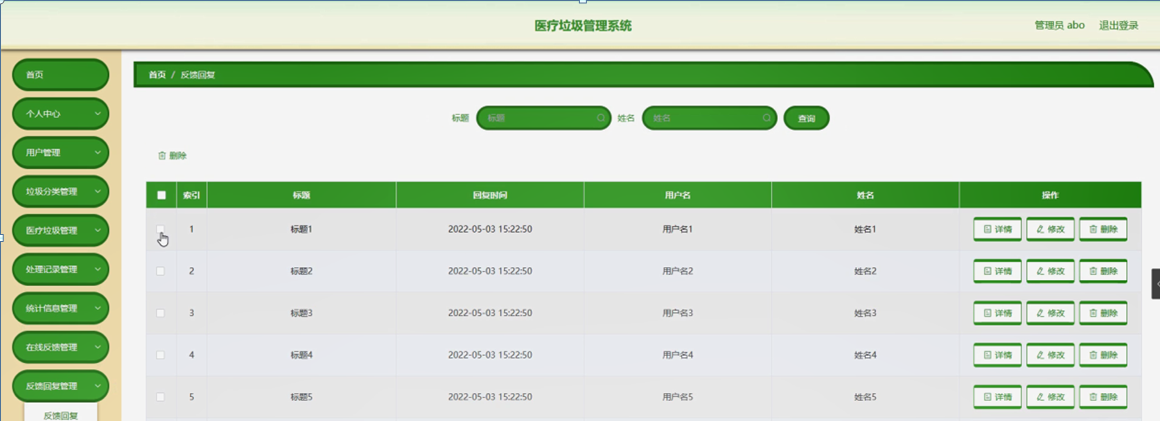 医疗垃圾管理系统
管理员 abo 退出登录
首页
个人中心
用户管理
垃圾分类管理
医疗垃圾管理
处理记录管理
统计信息管理
在线反馈管理
反馈回复管理
反馈回复
首页 / 反馈回复
标题 标题 姓名 姓名 查询
删除
索引 标题 回复时间 用户名 姓名 操作
1 标题1 2022-05-03 15:22:50 用户名1 姓名1 详情 修改 删除
2 标题2 2022-05-03 15:22:50 用户名2 姓名2 详情 修改 删除
3 标题3 2022-05-03 15:22:50 用户名3 姓名3 详情 修改 删除
4 标题4 2022-05-03 15:22:50 用户名4 姓名4 详情 修改 删除
5 标题5 2022-05-03 15:22:50 用户名5 姓名5 详情 修改 删除